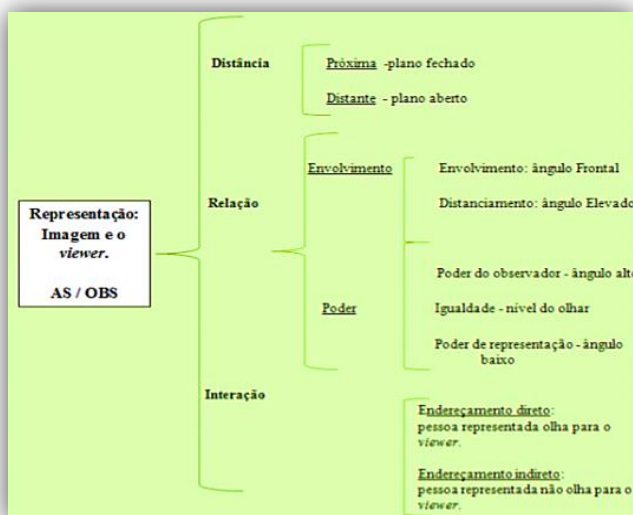 Distância
Próxima -plano fechado
Distante - plano aberto
Relação
Envolvimento
Envolvimento: ângulo Frontal
Distanciamento: ângulo Elevado
Representação:
Imagem e o
viewer.
AS / OBS
Poder
Poder do observador - ângulo alto
Igualdade - nível do olhar
Poder de representação - ângulo
baixo
Interação
Endereçamento direto:
pessoa representada olha para o
viewer.
Endereçamento indireto:
pessoa representada não olha para o
viewer.